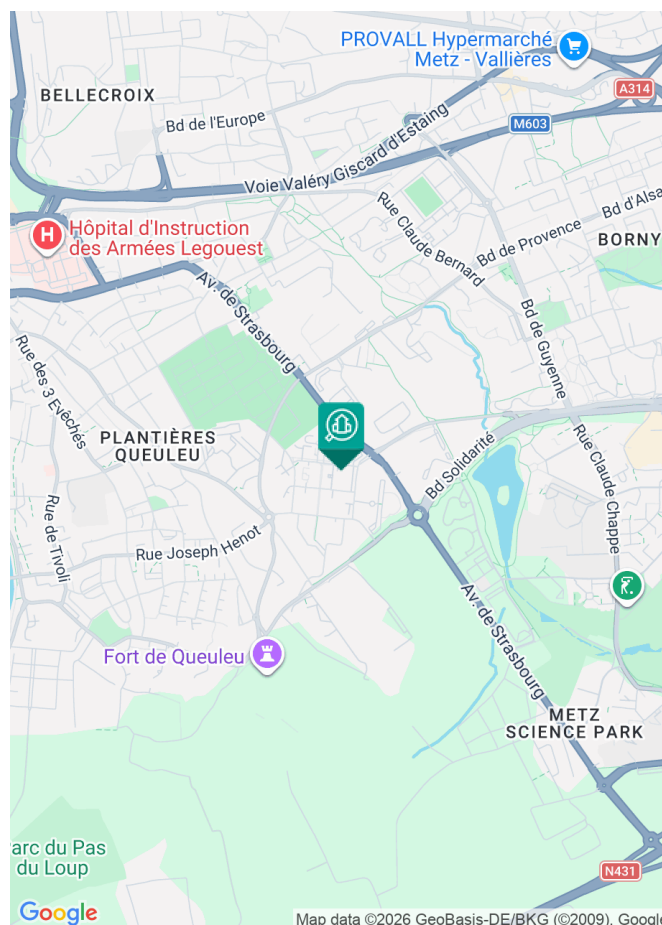 PROVALL Hypermarché
Metz - Vallières
A314
BELLECROIX
Bd de l'Europe
M603
Voie Valéry Giscard d'Estaing
Rue Claude Bernard
Bd d'Alsa
Bd de Provence
BORNY
H
Hôpital d'Instruction
des Armées Legouest
Av. de Strasbourg
Bd de Guyenne
Rue des 3 Evêchés
PLANTIÈRES
QUEULEU
Bd Solidarité
Rue Claude Chappe
Rue de Tivoli
Rue Joseph Henot
Av. de Strasbourg
Fort de Queuleu
METZ
SCIENCE PARK
arc du Pas
du Loup
N431
Google
Map data ©2026 GeoBasis-DE/BKG (©2009), Google